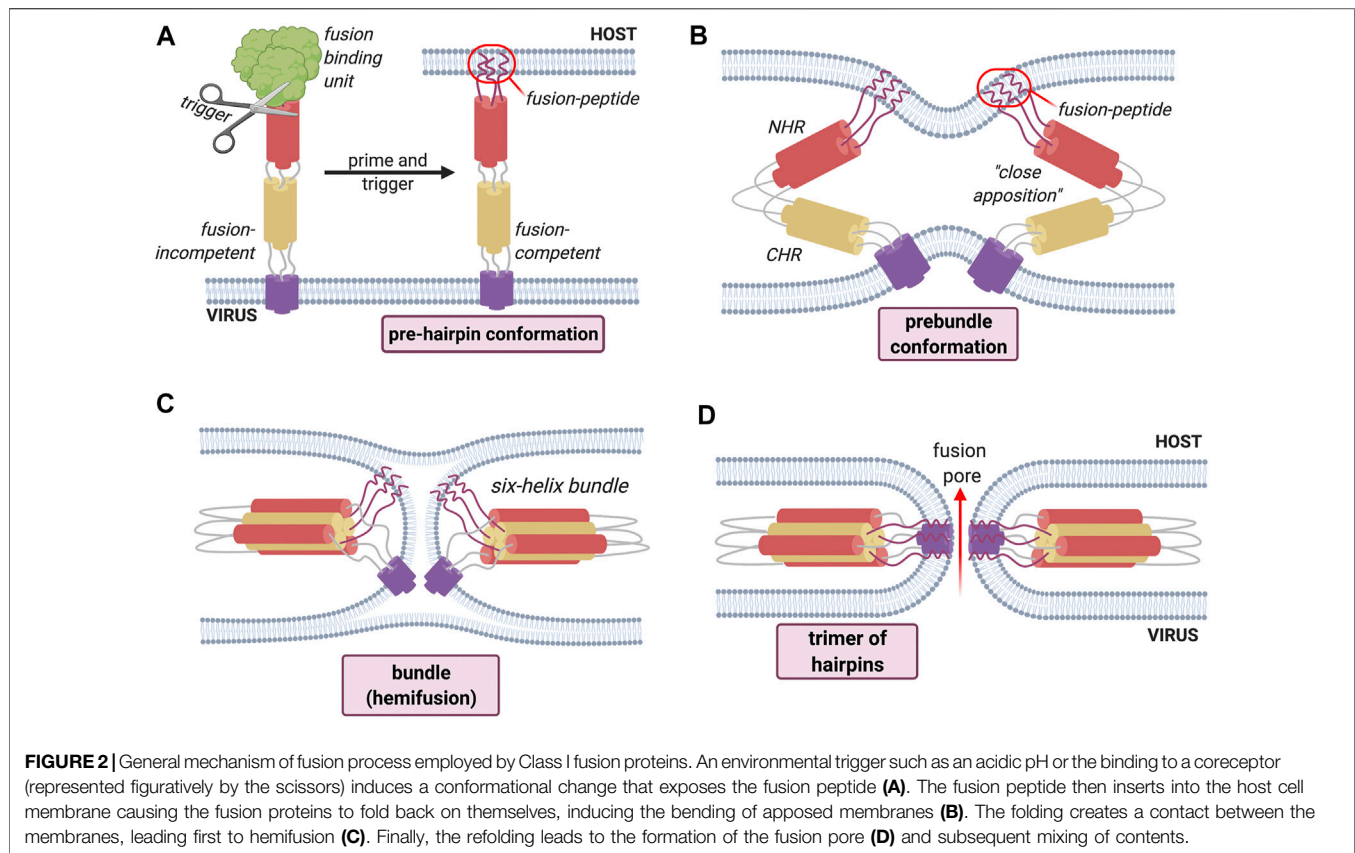 A
fusion
binding
unit
trigger
HOST
fusion-peptide
prime and
trigger
fusion-
incompetent
fusion-
competent
VIRUS
pre-hairpin conformation
B
NHR
fusion-peptide
"close
apposition"
CHR
prebundle
conformation
C
six-helix bundle
bundle
(hemifusion)
D
fusion
pore
HOST
VIRUS
trimer of
hairpins
FIGURE 2 | General mechanism of fusion process employed by Class I fusion proteins. An environmental trigger such as an acidic pH or the binding to a coreceptor
(represented figuratively by the scissors) induces a conformational change that exposes the fusion peptide (A). The fusion peptide then inserts into the host cell
membrane causing the fusion proteins to fold back on themselves, inducing the bending of apposed membranes (B). The folding creates a contact between the
membranes, leading first to hemifusion (C). Finally, the refolding leads to the formation of the fusion pore (D) and subsequent mixing of contents.